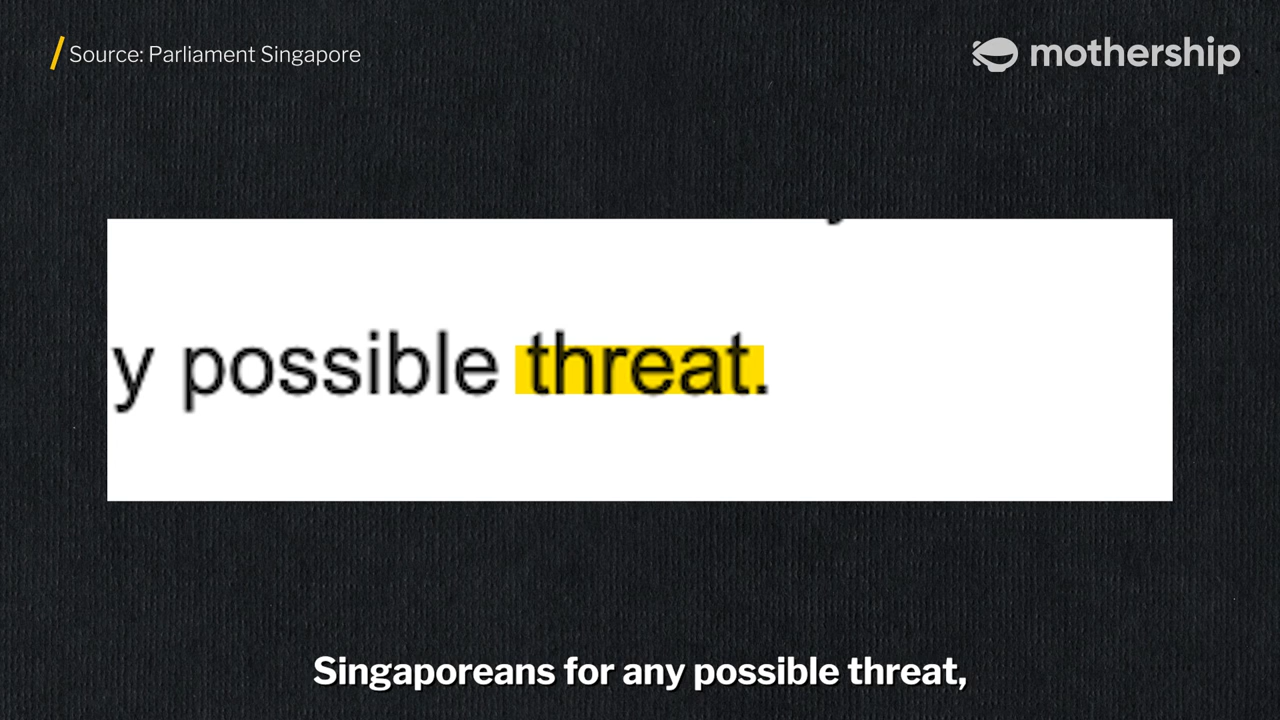 Source: Parliament Singapore
mothership
y possible threat.
Singaporeans for any possible threat,